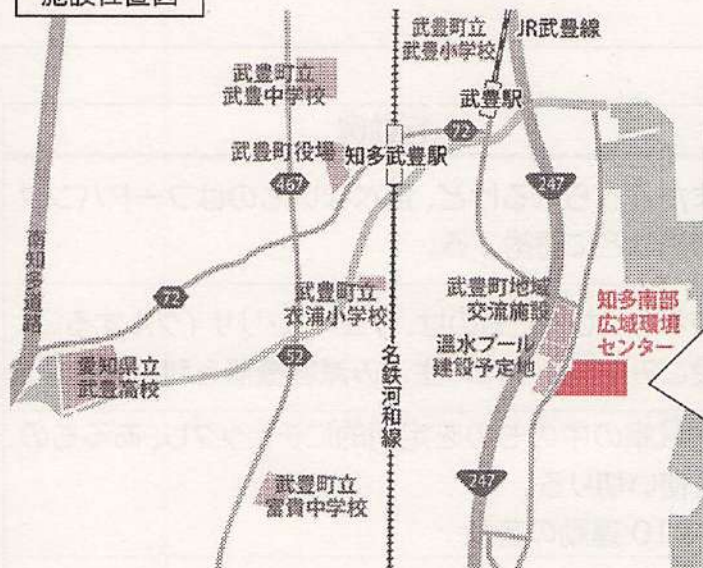 施設位置図
武豊町立
武豊小学校
JR武豊線
武豊町立
武豊中学校
武豊駅
72
武豊町役場
知多武豊駅
467
247
南知多道路
武豊町地域
交流施設
知多南部
広域環境
センター
72
武豊町立
衣浦小学校
温水プール
建設予定地
52
名鉄河和線
愛知県立
武豊高校
247
武豊町立
富貴中学校